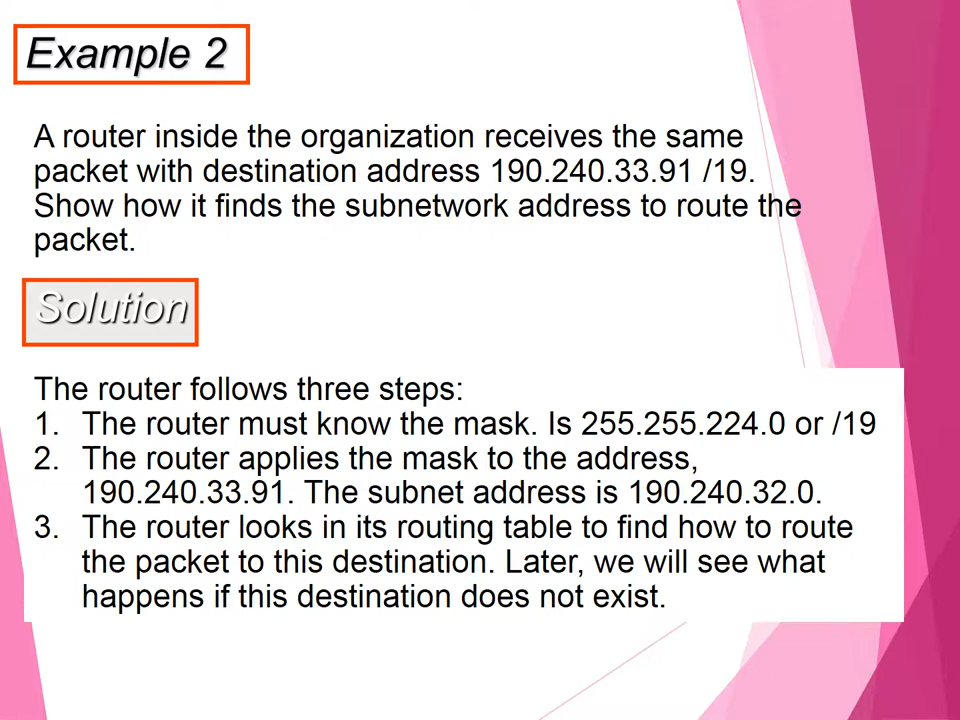 Example 2
A router inside the organization receives the same
packet with destination address 190.240.33.91 /19.
Show how it finds the subnetwork address to route the
packet.
Solution
The router follows three steps:
1. The router must know the mask. Is 255.255.224.0 or /19
2. The router applies the mask to the address,
190.240.33.91. The subnet address is 190.240.32.0.
3. The router looks in its routing table to find how to route
the packet to this destination. Later, we will see what
happens if this destination does not exist.